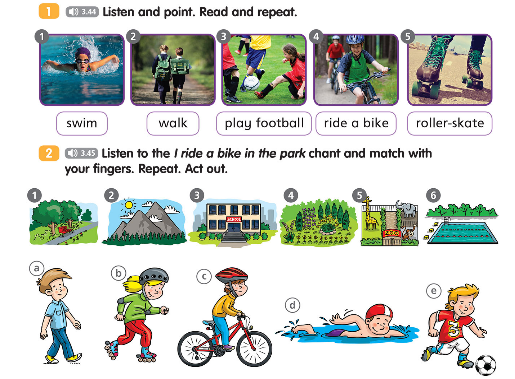 1 3.44 Listen and point. Read and repeat.
1 2 3 4 5
swim walk play football ride a bike roller-skate
2 3.45 Listen to the I ride a bike in the park chant and match with
your fingers. Repeat. Act out.
1 2 3 4 5 6
SCHOOL
a b c d e